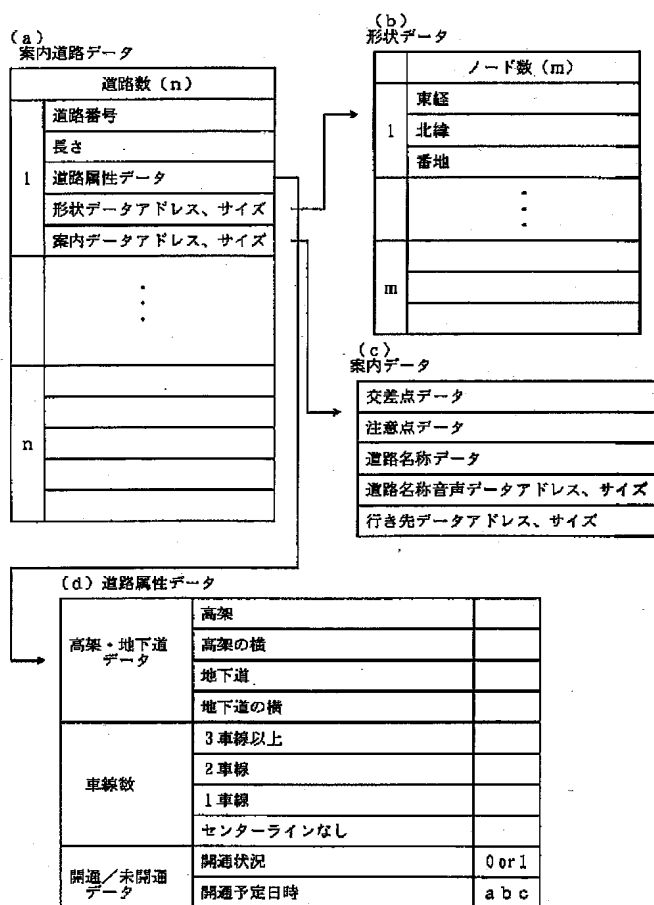 (a)
案内道路データ
道路数(n)
1
道路番号
長さ
道路属性データ
形状データアドレス、サイズ
案内データアドレス、サイズ
n
(b)
形状データ
ノード数(m)
1
東経
北緯
番地
m
(c)
案内データ
交差点データ
注意点データ
道路名称データ
道路名称音声データアドレス、サイズ
行き先データアドレス、サイズ
(d)道路属性データ
高架・地下道
データ
高架
高架の横
地下道
地下道の横
車線数
3車線以上
2車線
1車線
センターラインなし
開通/未開通
データ
開通状況
0or1
開通予定日時
abc